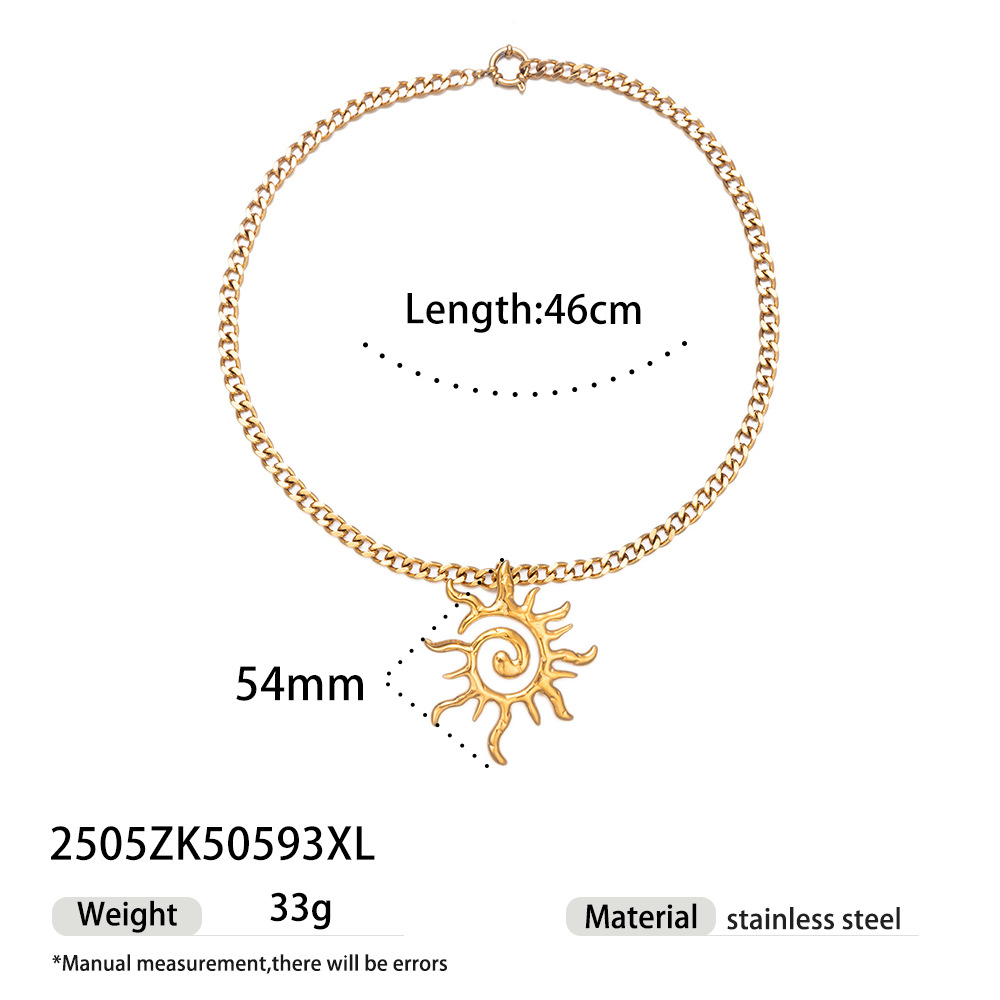 Length:46cm
54mm
2505ZK50593XL
Weight 33g
Material stainless steel
*Manual measurement,there will be errors